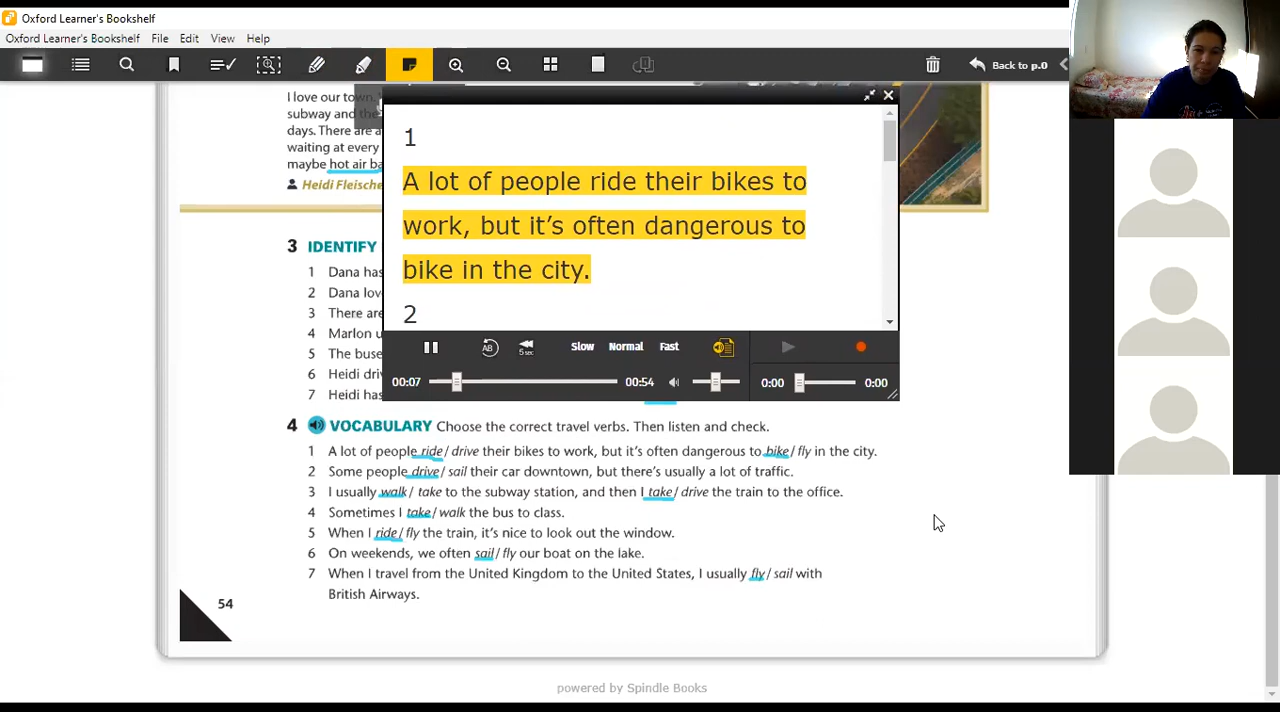 Oxford Learner's Bookshelf
Oxford Learner's Bookshelf File Edit View Help
Back to p.0
I love our town.
subway and the
days. There are a
waiting at every
maybe hot air ba
Heidi Fleische
1
A lot of people ride their bikes to
work, but it's often dangerous to
bike in the city.
2
AB 5 sec Slow Normal Fast
00:07 00:54 0:00 0:00
3 IDENTIFY
1 Dana has
2 Dana lov
3 There are
4 Marlon u
5 The buse
6 Heidi driv
7 Heidi has
4 VOCABULARY Choose the correct travel verbs. Then listen and check.
1 A lot of people ride / drive their bikes to work, but it's often dangerous to bike / fly in the city.
2 Some people drive / sail their car downtown, but there's usually a lot of traffic.
3 I usually walk / take to the subway station, and then I take / drive the train to the office.
4 Sometimes I take / walk the bus to class.
5 When I ride / fly the train, it's nice to look out the window.
6 On weekends, we often sail / fly our boat on the lake.
7 When I travel from the United Kingdom to the United States, I usually fly / sail with
British Airways.
54
powered by Spindle Books